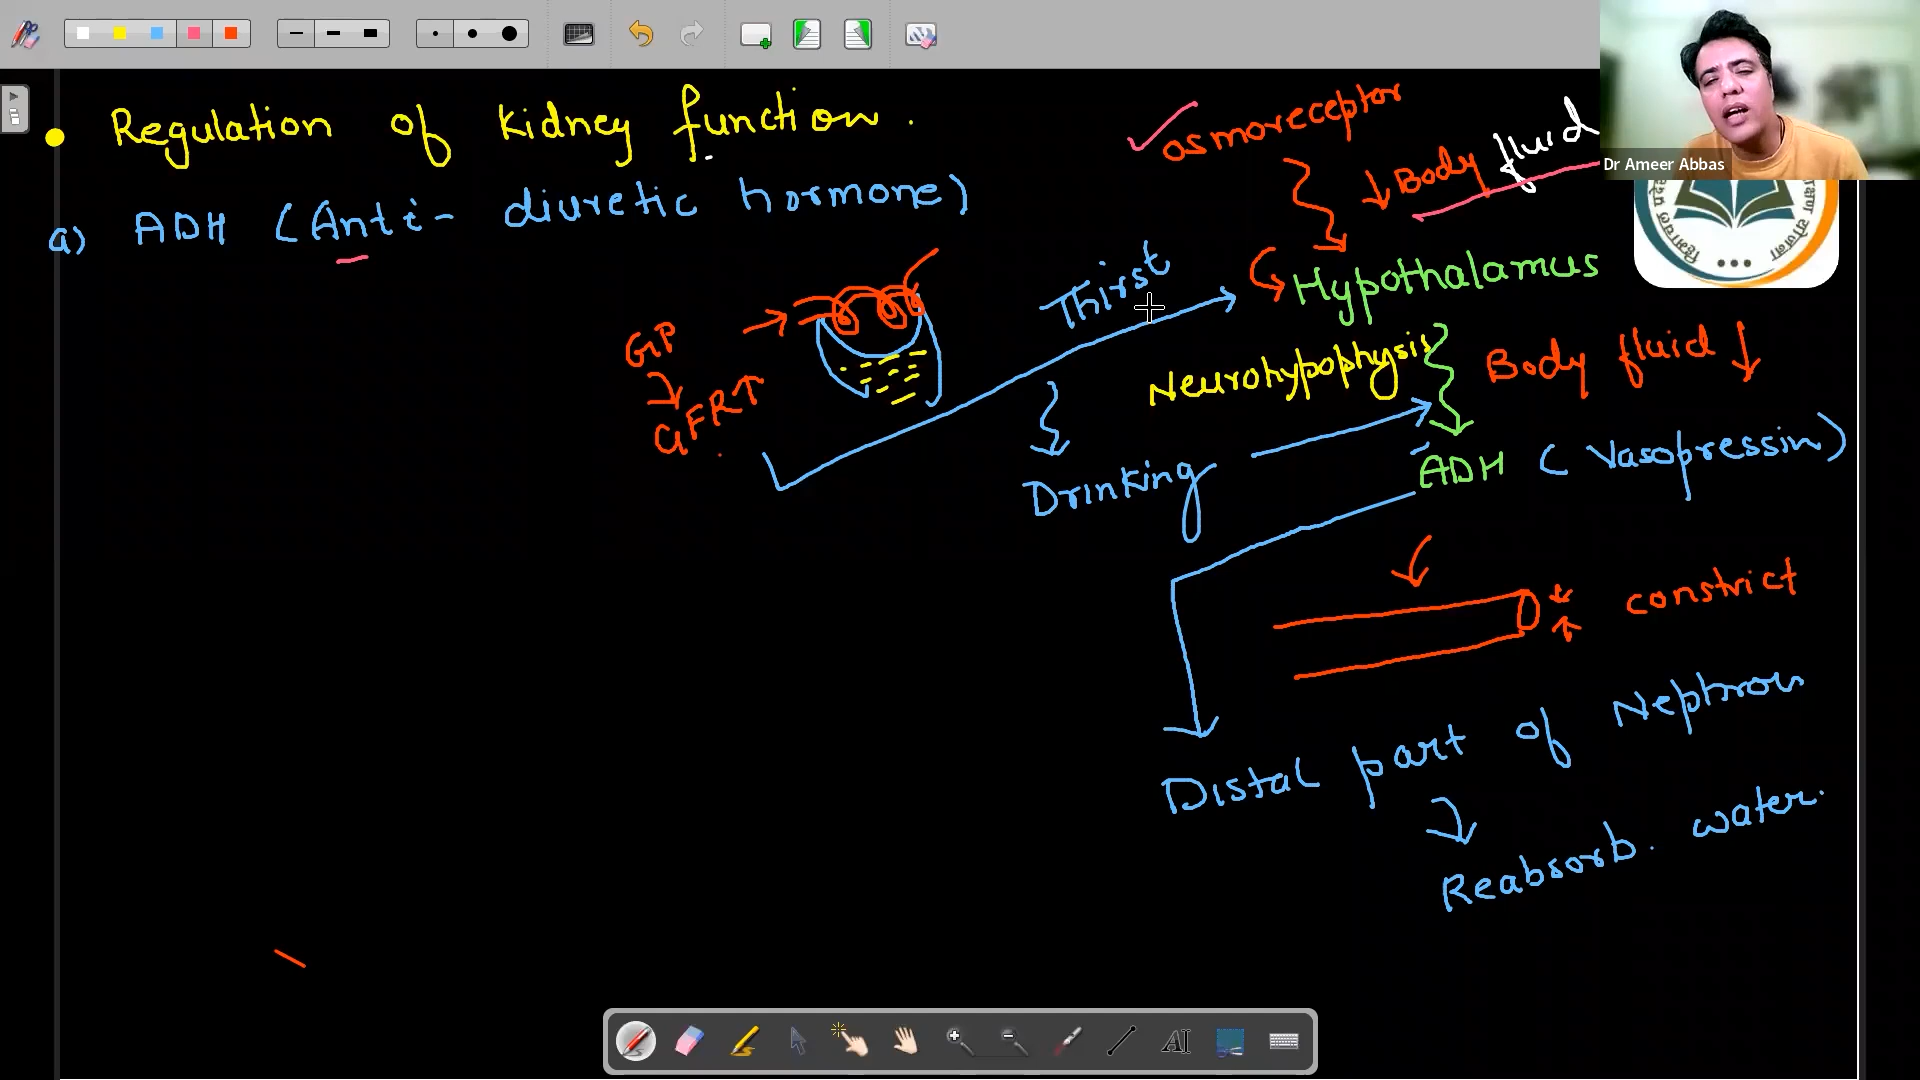 Dr Ameer Abbas
• Regulation of kidney function.
a) ADH (Anti-diuretic hormone)
osmoreceptor
↓ Body fluid
Hypothalamus
Thirst
GP
GFR↑
Neurohypophysis
Body fluid ↓
Drinking
ADH (Vasopressin)
constrict
Distal part of Nephron
Reabsorb. water.
AI